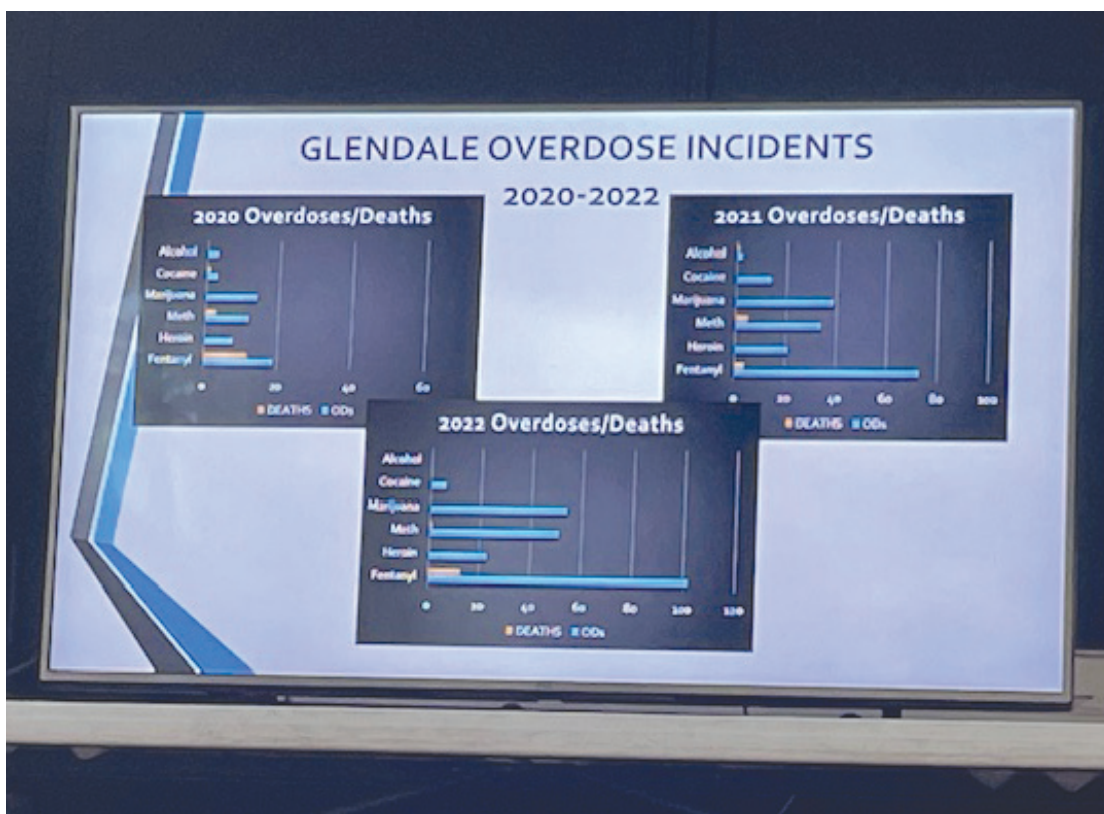 GLENDALE OVERDOSE INCIDENTS
2020-2022
2020 Overdoses/Deaths
Alcohol
Cocaine
Marijuana
Meth
Heroin
Fentanyl
0 20 40 60
DEATHS ODs
2021 Overdoses/Deaths
Alcohol
Cocaine
Marijuana
Meth
Heroin
Fentanyl
0 20 40 60 80 100
DEATHS ODs
2022 Overdoses/Deaths
Alcohol
Cocaine
Marijuana
Meth
Heroin
Fentanyl
0 20 40 60 80 100 120
DEATHS ODs